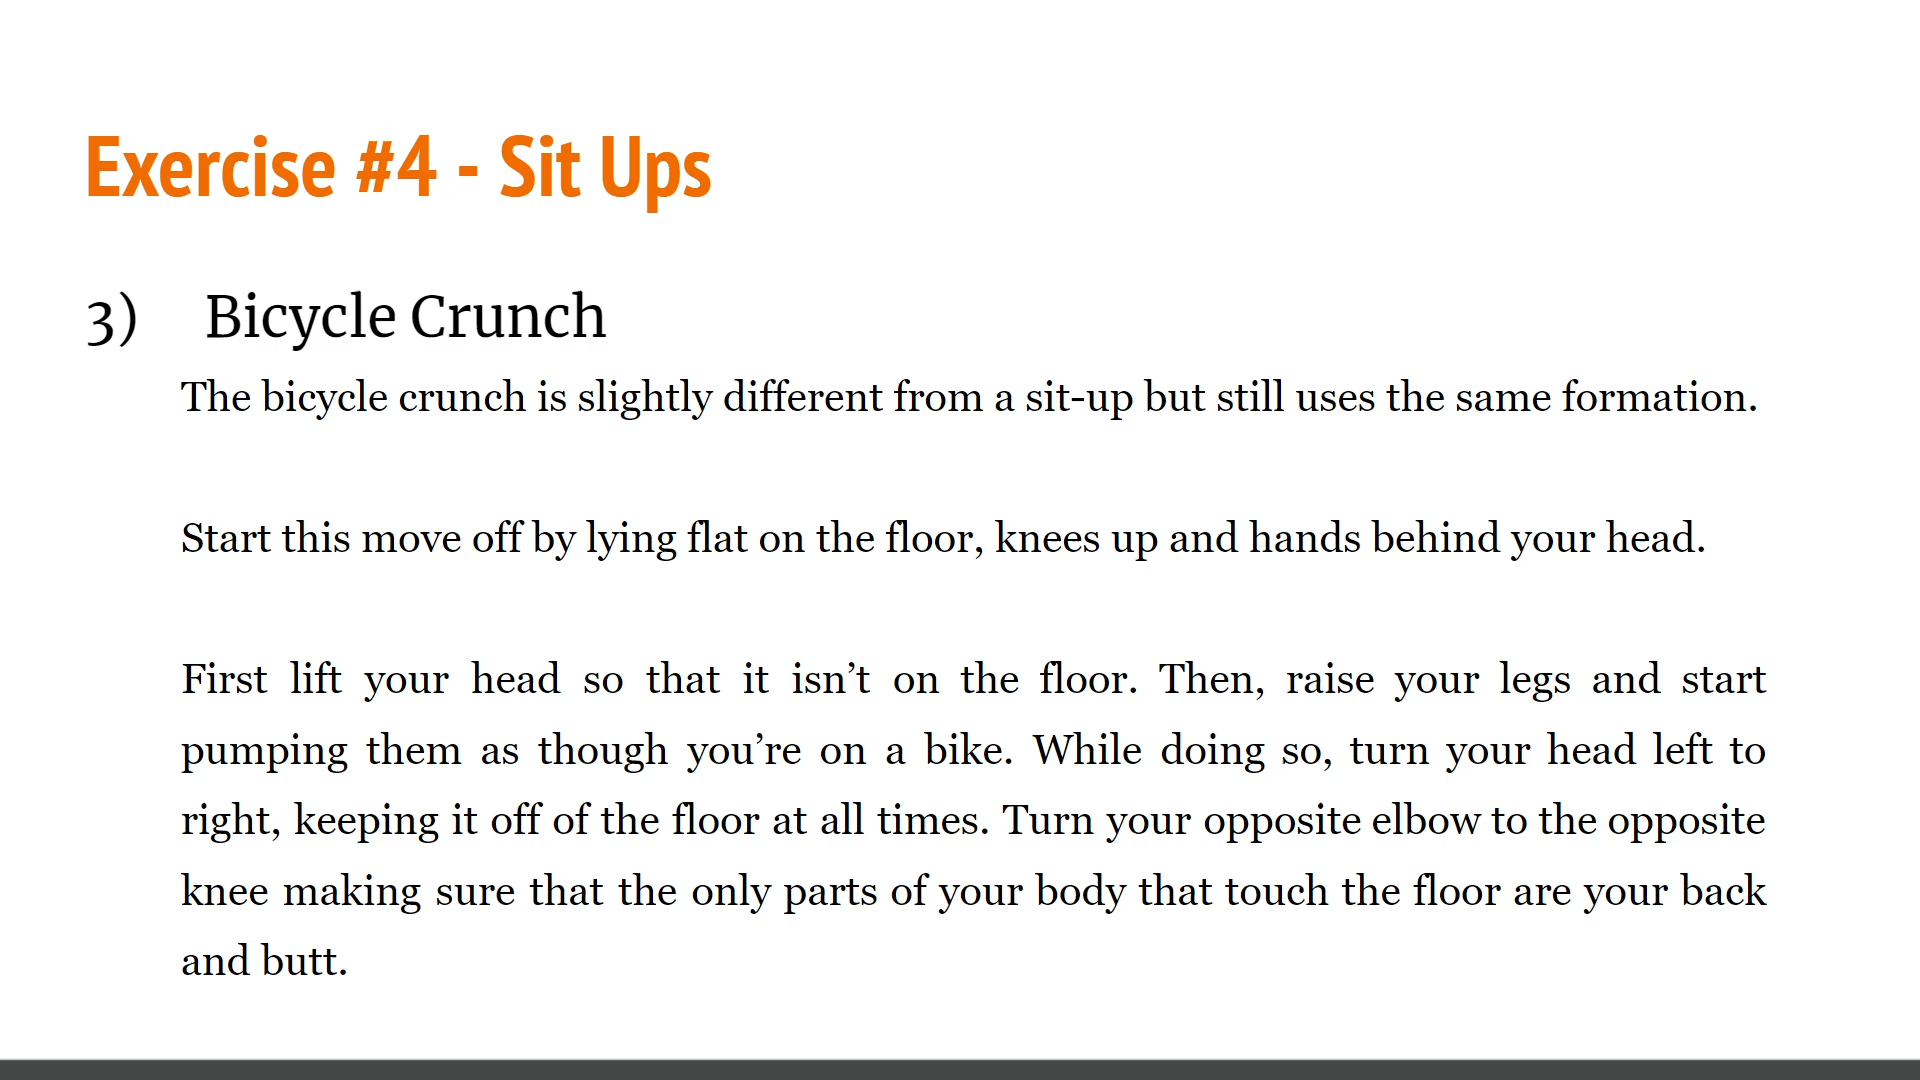 Exercise #4 - Sit Ups
3) Bicycle Crunch
The bicycle crunch is slightly different from a sit-up but still uses the same formation.
Start this move off by lying flat on the floor, knees up and hands behind your head.
First lift your head so that it isn’t on the floor. Then, raise your legs and start
pumping them as though you’re on a bike. While doing so, turn your head left to
right, keeping it off of the floor at all times. Turn your opposite elbow to the opposite
knee making sure that the only parts of your body that touch the floor are your back
and butt.